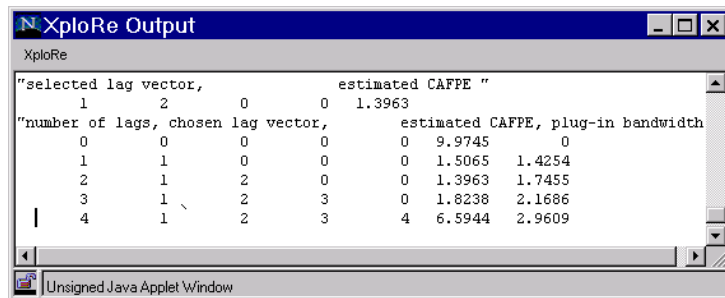 XploRe Output
XploRe
"selected lag vector, estimated CAFPE "
1 2 0 0 1.3963
"number of lags, chosen lag vector, estimated CAFPE, plug-in bandwidth
0 0 0 0 0 9.9745 0
1 1 0 0 0 1.5065 1.4254
2 1 2 0 0 1.3963 1.7455
3 1 2 3 0 1.8238 2.1686
4 1 2 3 4 6.5944 2.9609
Unsigned Java Applet Window